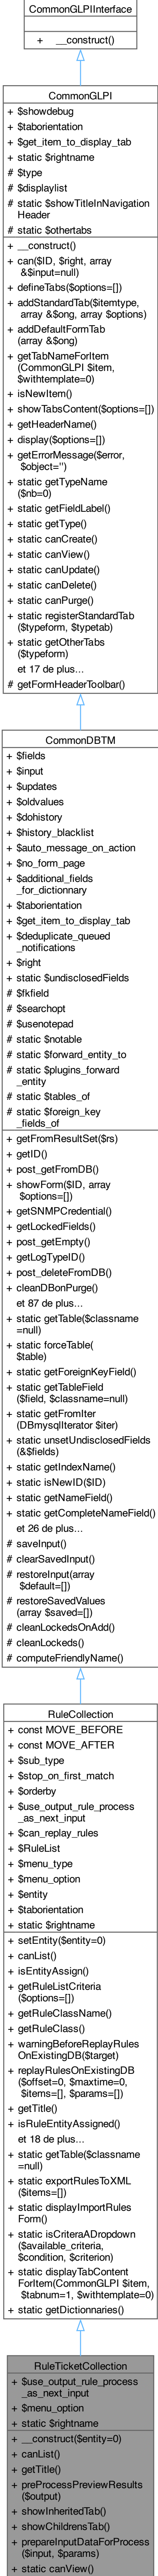 CommonGLPIInterface
+ __construct()
CommonGLPI
+ $showdebug
+ $taborientation
+ $get_item_to_display_tab
+ static $rightname
# $type
# $displaylist
# static $showTitleInNavigation
Header
# static $othertabs
+ __construct()
+ can($ID, $right, array
&$input=null)
+ defineTabs($options=[])
+ addStandardTab($itemtype,
array &$ong, array $options)
+ addDefaultFormTab
(array &$ong)
+ getTabNameForItem
(CommonGLPI $item,
$withtemplate=0)
+ isNewItem()
+ showTabsContent($options=[])
+ getHeaderName()
+ display($options=[])
+ getErrorMessage($error,
$object='')
+ static getTypeName
($nb=0)
+ static getFieldLabel()
+ static getType()
+ static canCreate()
+ static canView()
+ static canUpdate()
+ static canDelete()
+ static canPurge()
+ static registerStandardTab
($typeform, $typetab)
+ static getOtherTabs
($typeform)
et 17 de plus...
# getFormHeaderToolbar()
CommonDBTM
+ $fields
+ $input
+ $updates
+ $oldvalues
+ $dohistory
+ $history_blacklist
+ $auto_message_on_action
+ $no_form_page
+ $additional_fields
_for_dictionnary
+ $taborientation
+ $get_item_to_display_tab
+ $deduplicate_queued
_notifications
+ $right
+ static $undisclosedFields
# $fkfield
# $searchopt
# $usenotepad
# static $notable
# static $forward_entity_to
# static $plugins_forward
_entity
# static $tables_of
# static $foreign_key
_fields_of
+ getFromResultSet($rs)
+ getID()
+ post_getFromDB()
+ showForm($ID, array
$options=[])
+ getSNMPCredential()
+ getLockedFields()
+ post_getEmpty()
+ getLogTypeID()
+ post_deleteFromDB()
+ cleanDBonPurge()
et 87 de plus...
+ static getTable($classname
=null)
+ static forceTable(
$table)
+ static getForeignKeyField()
+ static getTableField
($field, $classname=null)
+ static getFromIter
(DBmysqlIterator $iter)
+ static unsetUndisclosedFields
(&$fields)
+ static getIndexName()
+ static isNewID($ID)
+ static getNameField()
+ static getCompleteNameField()
et 26 de plus...
# saveInput()
# clearSavedInput()
# restoreInput(array
$default=[])
# restoreSavedValues
(array $saved=[])
# cleanLockedsOnAdd()
# cleanLockeds()
# computeFriendlyName()
RuleCollection
+ const MOVE_BEFORE
+ const MOVE_AFTER
+ $sub_type
+ $stop_on_first_match
+ $orderby
+ $use_output_rule_process
_as_next_input
+ $can_replay_rules
+ $RuleList
+ $menu_type
+ $menu_option
+ $entity
+ $taborientation
+ static $rightname
+ setEntity($entity=0)
+ canList()
+ isEntityAssign()
+ getRuleListCriteria
($options=[])
+ getRuleClassName()
+ getRuleClass()
+ warningBeforeReplayRules
OnExistingDB($target)
+ replayRulesOnExistingDB
($offset=0, $maxtime=0,
$items=[], $params=[])
+ getTitle()
+ isRuleEntityAssigned()
et 18 de plus...
+ static getTable($classname
=null)
+ static exportRulesToXML
($items=[])
+ static displayImportRules
Form()
+ static isCriteraADropdown
($available_criteria,
$condition, $criterion)
+ static displayTabContent
ForItem(CommonGLPI $item,
$tabnum=1, $withtemplate=0)
+ static getDictionnaries()
RuleTicketCollection
+ $use_output_rule_process
_as_next_input
+ $menu_option
+ static $rightname
+ __construct($entity=0)
+ canList()
+ getTitle()
+ preProcessPreviewResults
($output)
+ showInheritedTab()
+ showChildrensTab()
+ prepareInputDataForProcess
($input, $params)
+ static canView()